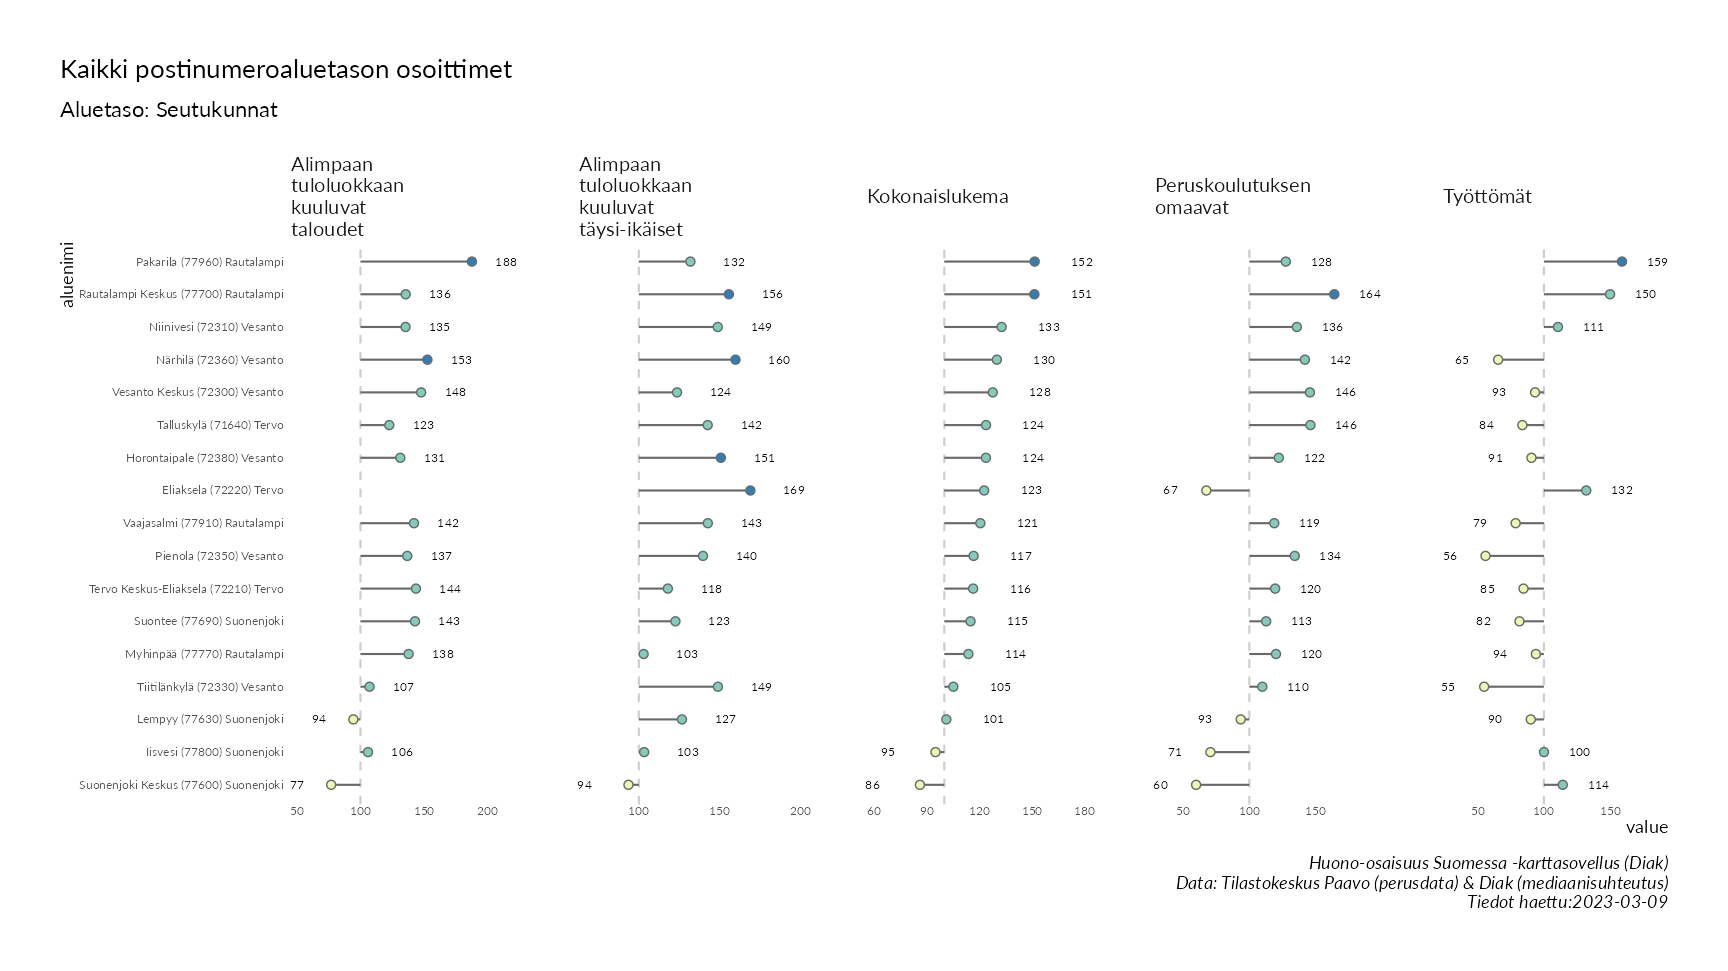 Kaikki postinumeroaluetason osoittimet
Aluetaso: Seutukunnat
Alimpaan
tuloluokkaan
kuuluvat
taloudet
Alimpaan
tuloluokkaan
kuuluvat
täysi-ikäiset
Kokonaislukema
Peruskoulutuksen
omaavat
Työttömät
aluenimi
Pakarila (77960) Rautalampi 188 132 152 128 159
Rautalampi Keskus (77700) Rautalampi 136 156 151 164 150
Niinivesi (72310) Vesanto 135 149 133 136 111
Närhilä (72360) Vesanto 153 160 130 142 65
Vesanto Keskus (72300) Vesanto 148 124 128 146 93
Talluskylä (71640) Tervo 123 142 124 146 84
Horontaipale (72380) Vesanto 131 151 124 122 91
Eliaksela (72220) Tervo 169 123 67 132
Vaajasalmi (77910) Rautalampi 142 143 121 119 79
Pienola (72350) Vesanto 137 140 117 134 56
Tervo Keskus-Eliaksela (72210) Tervo 144 118 116 120 85
Suontee (77690) Suonenjoki 143 123 115 113 82
Myhinpää (77770) Rautalampi 138 103 114 120 94
Tiitilänkylä (72330) Vesanto 107 149 105 110 55
Lempyy (77630) Suonenjoki 94 127 101 93 90
Iisvesi (77800) Suonenjoki 106 103 95 71 100
Suonenjoki Keskus (77600) Suonenjoki 77 94 86 60 114
50 100 150 200 100 150 200 60 90 120 150 180 50 100 150 50 100 150
value
Huono-osaisuus Suomessa -karttasovellus (Diak)
Data: Tilastokeskus Paavo (perusdata) & Diak (mediaanisuhteutus)
Tiedot haettu:2023-03-09